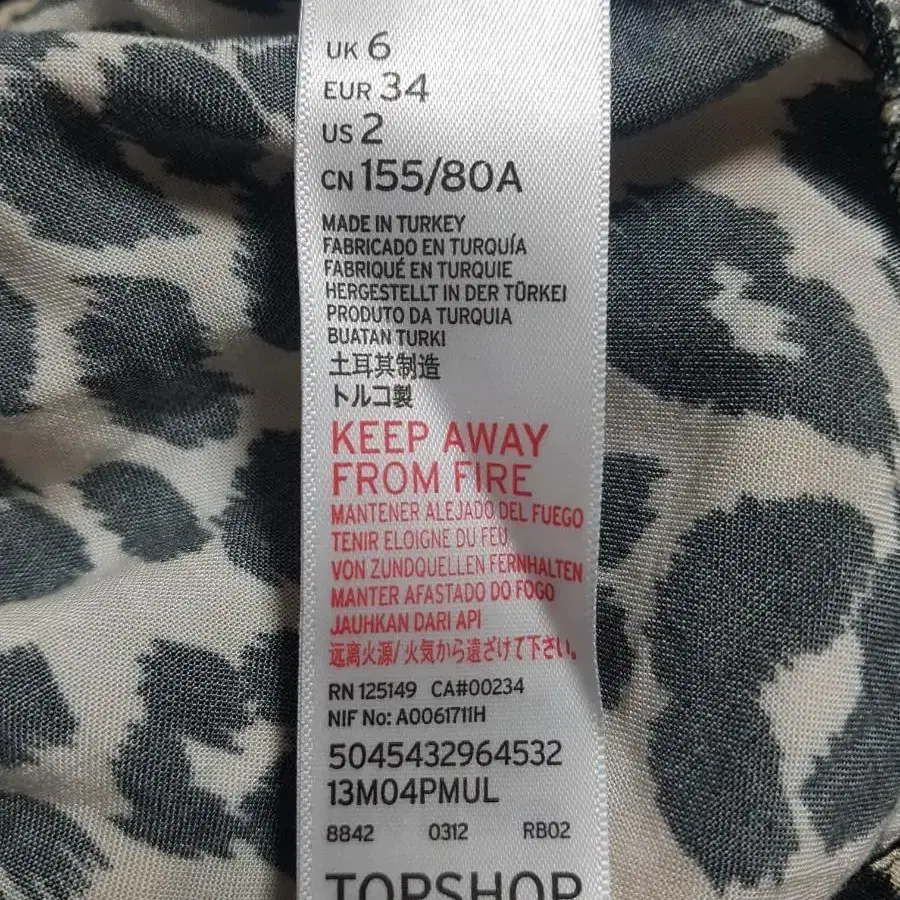 UK 6
EUR 34
US 2
CN 155/80A
MADE IN TURKEY
FABRICADO EN TURQUÍA
FABRIQUÉ EN TURQUIE
HERGESTELLT IN DER TÜRKEI
PRODUTO DA TURQUIA
BUATAN TURKI
土耳其制造
トルコ製
KEEP AWAY
FROM FIRE
MANTENER ALEJADO DEL FUEGO
TENIR ELOIGNE DU FEU
VON ZUNDQUELLEN FERNHALTEN
MANTER AFASTADO DO FOGO
JAUHKAN DARI API
远离火源/火気から遠ざけて下さい。
RN 125149 CA#00234
NIF No: A0061711H
5045432964532
13M04PMUL
8842 0312 RB02
TOPSHOP